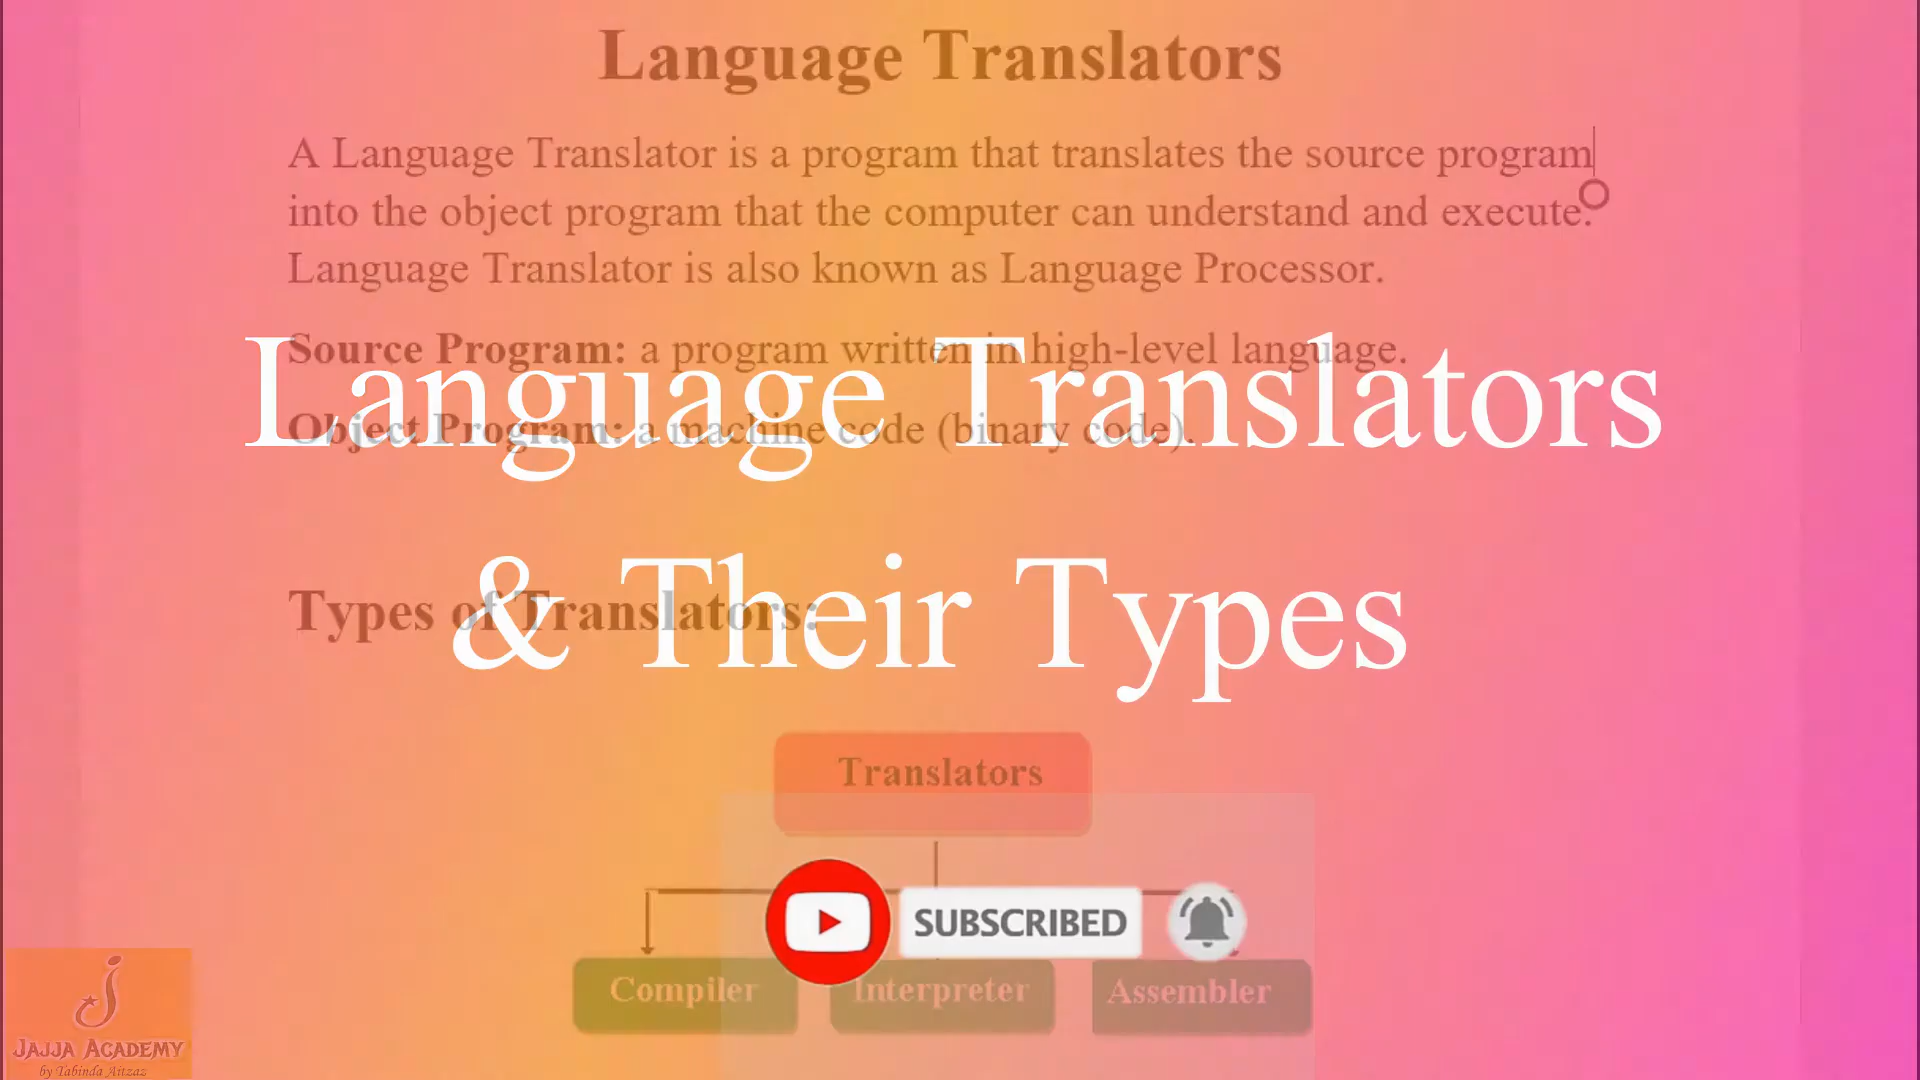 Language Translators
A Language Translator is a program that translates the source program
into the object program that the computer can understand and execute.
Language Translator is also known as Language Processor.
Source Program: a program written in high-level language.
Language Translators
Object Program: a machine code (binary code).
& Their Types
Types of Translators:
Translators
SUBSCRIBED
Compiler
Interpreter
Assembler
JAJJA ACADEMY
by Tabinda Aitzaz